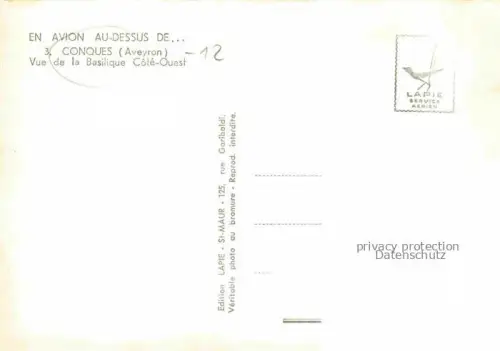 EN AVION AU-DESSUS DE...
3. CONQUES (Aveyron) -12
Vue de la Basilique Côté-Ouest
LAPIE
SERVICE
AÉRIEN
Edition LAPIE - St-MAUR - 125, rue Garibaldi.
Véritable photo au bromure - Reprod. interdite.
privacy protection
Datenschutz